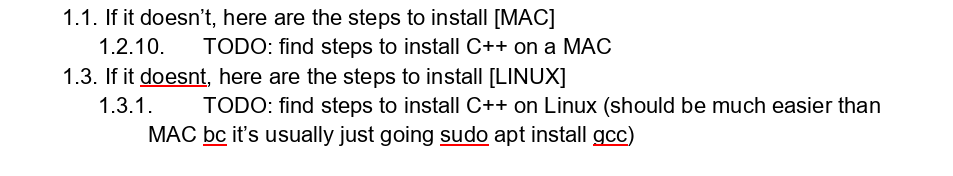 1.1. If it doesn’t, here are the steps to install [MAC]
1.2.10. TODO: find steps to install C++ on a MAC
1.3. If it doesnt, here are the steps to install [LINUX]
1.3.1. TODO: find steps to install C++ on Linux (should be much easier than
MAC bc it’s usually just going sudo apt install gcc)